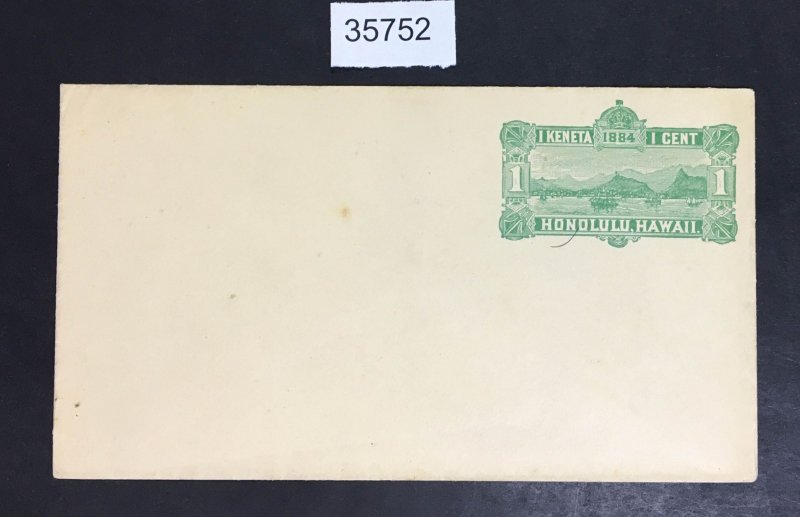 35752
1 KENETA 1884 1 CENT
1 1
HONOLULU, HAWAII.